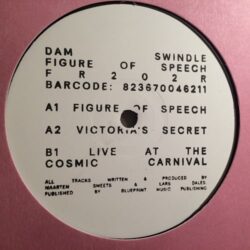 DAM SWINDLE
FIGURE OF SPEECH
FR202R
BARCODE: 823670046211
A1 FIGURE OF SPEECH
A2 VICTORIA'S SECRET
B1 LIVE AT THE
COSMIC CARNIVAL
ALL TRACKS WRITTEN & PRODUCED BY
MAARTEN SMEETS & LARS DALES.
PUBLISHED BY BLUEPRINT MUSIC PUBLISHING